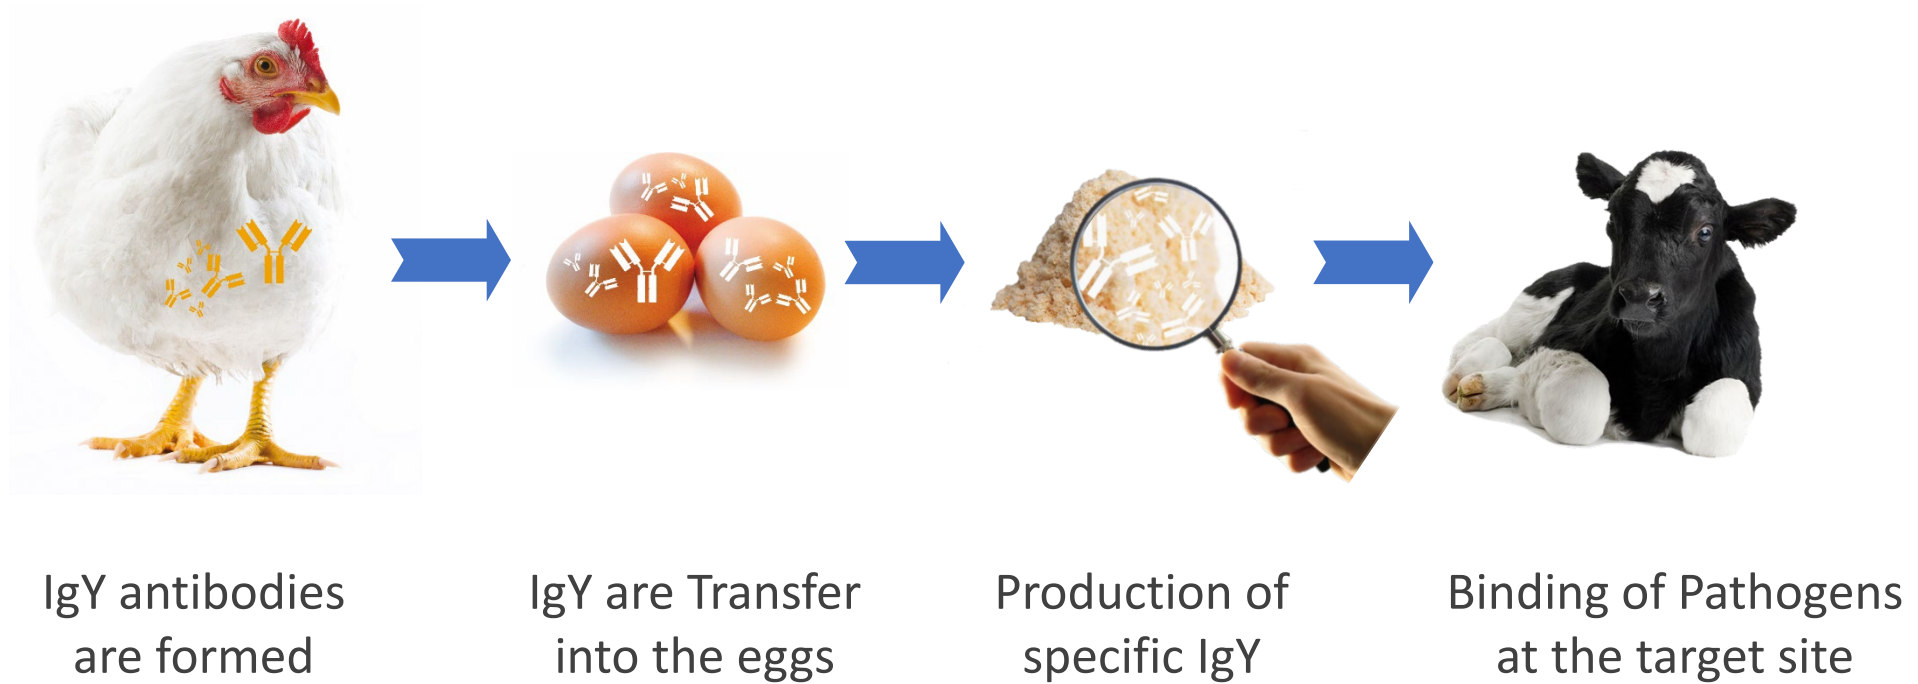 IgY antibodies
are formed
IgY are Transfer
into the eggs
Production of
specific IgY
Binding of Pathogens
at the target site